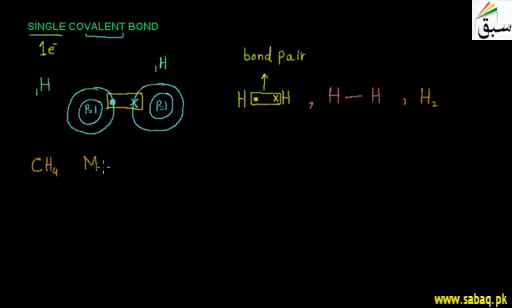 SINGLE COVALENT BOND
1e⁻
₁H
₁H
P=1
P=1
bond pair
H •× H , H — H , H₂
CH₄ M
سبق
www.sabaq.pk